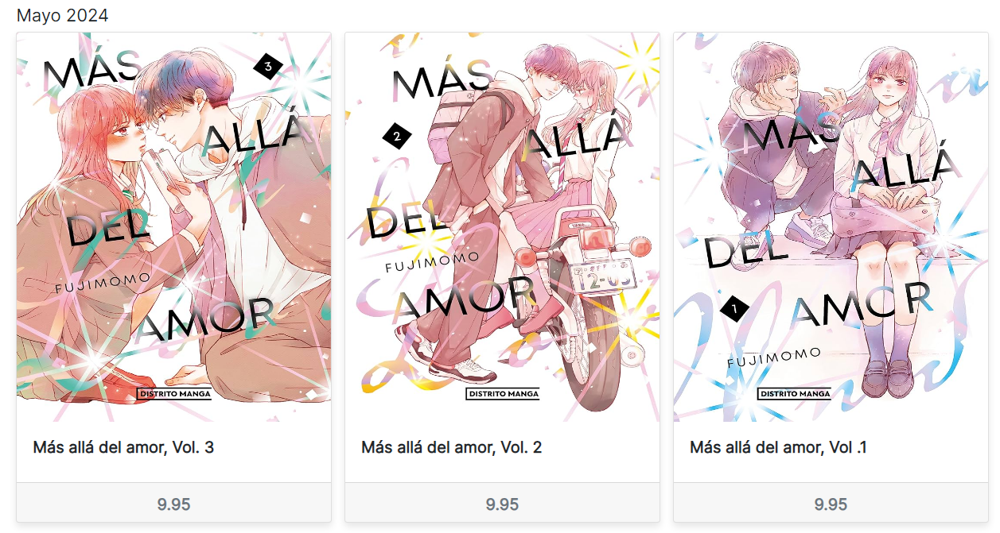 Mayo 2024
MÁS
3
ALLÁ
DEL
FUJIMOMO
AMOR
DISTRITO MANGA
Más allá del amor, Vol. 3
9.95
MÁS
2
ALLÁ
DEL
FUJIMOMO
AMOR
DISTRITO MANGA
Más allá del amor, Vol. 2
9.95
MÁS
ALLÁ
DEL
1
AMOR
FUJIMOMO
DISTRITO MANGA
Más allá del amor, Vol .1
9.95